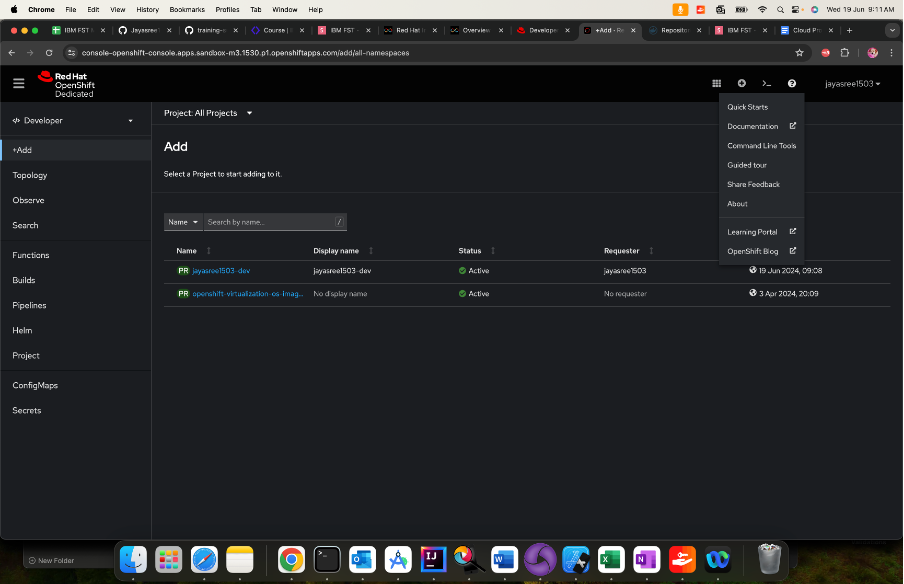 Chrome File Edit View History Bookmarks Profiles Tab Window Help Wed 19 Jun 9:11 AM
IBM FST Jayasree training-r Course | IBM FST - Red Hat Overview Develope +Add - Re Reposito IBM FST - Cloud Pro
console-openshift-console.apps.sandbox-m3.1530.p1.openshiftapps.com/add/all-namespaces
Red Hat
OpenShift
Dedicated
jayasree1503
Developer
+Add
Topology
Observe
Search
Functions
Builds
Pipelines
Helm
Project
ConfigMaps
Secrets
Project: All Projects
Add
Select a Project to start adding to it.
Name Search by name... /
Name Display name Status Requester
PR jayasree1503-dev jayasree1503-dev Active jayasree1503 19 Jun 2024, 09:08
PR openshift-virtualization-os-imag... No display name Active No requester 3 Apr 2024, 20:09
Quick Starts
Documentation
Command Line Tools
Guided tour
Share Feedback
About
Learning Portal
OpenShift Blog
New Folder